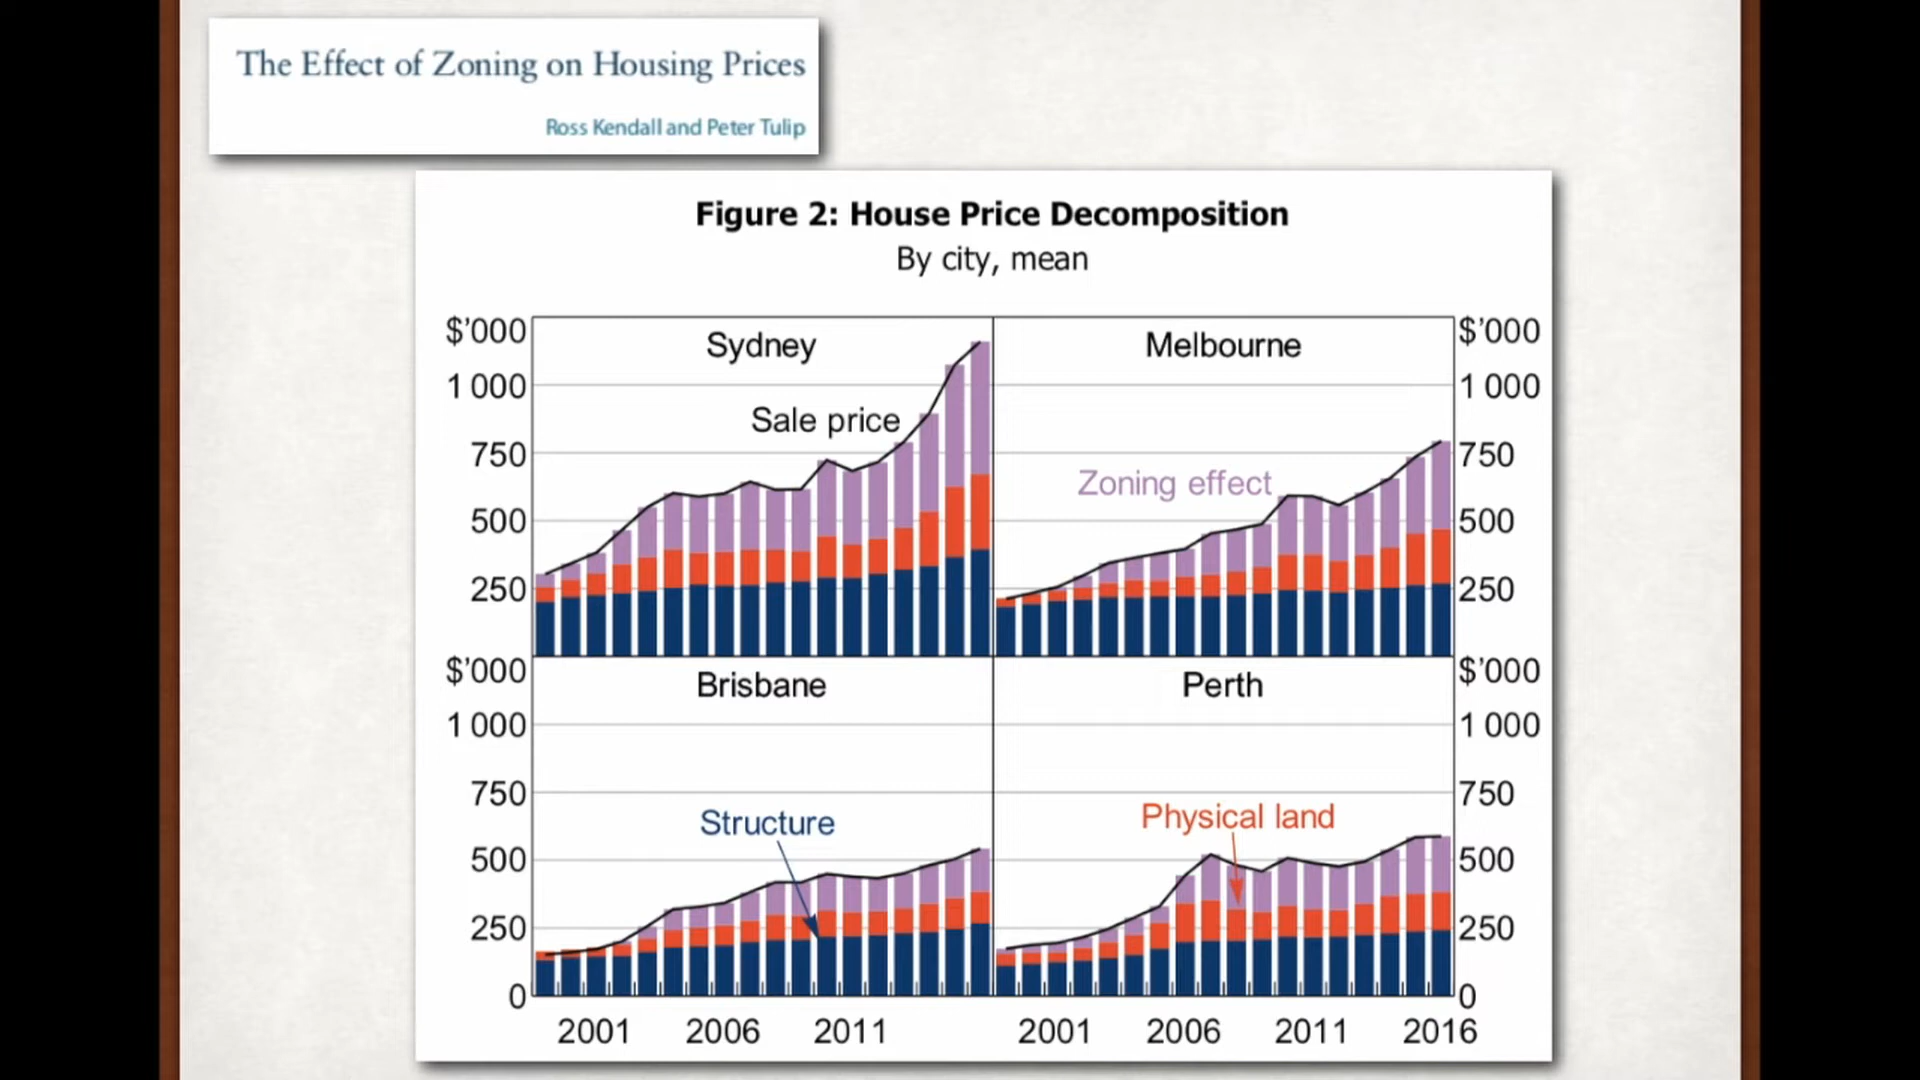 The Effect of Zoning on Housing Prices
Ross Kendall and Peter Tulip
Figure 2: House Price Decomposition
By city, mean
$'000 Sydney Melbourne $'000
1 000 1 000
Sale price
750 750
Zoning effect
500 500
250 250
$'000 Brisbane Perth $'000
1 000 1 000
750 750
Structure Physical land
500 500
250 250
0 0
2001 2006 2011 2001 2006 2011 2016